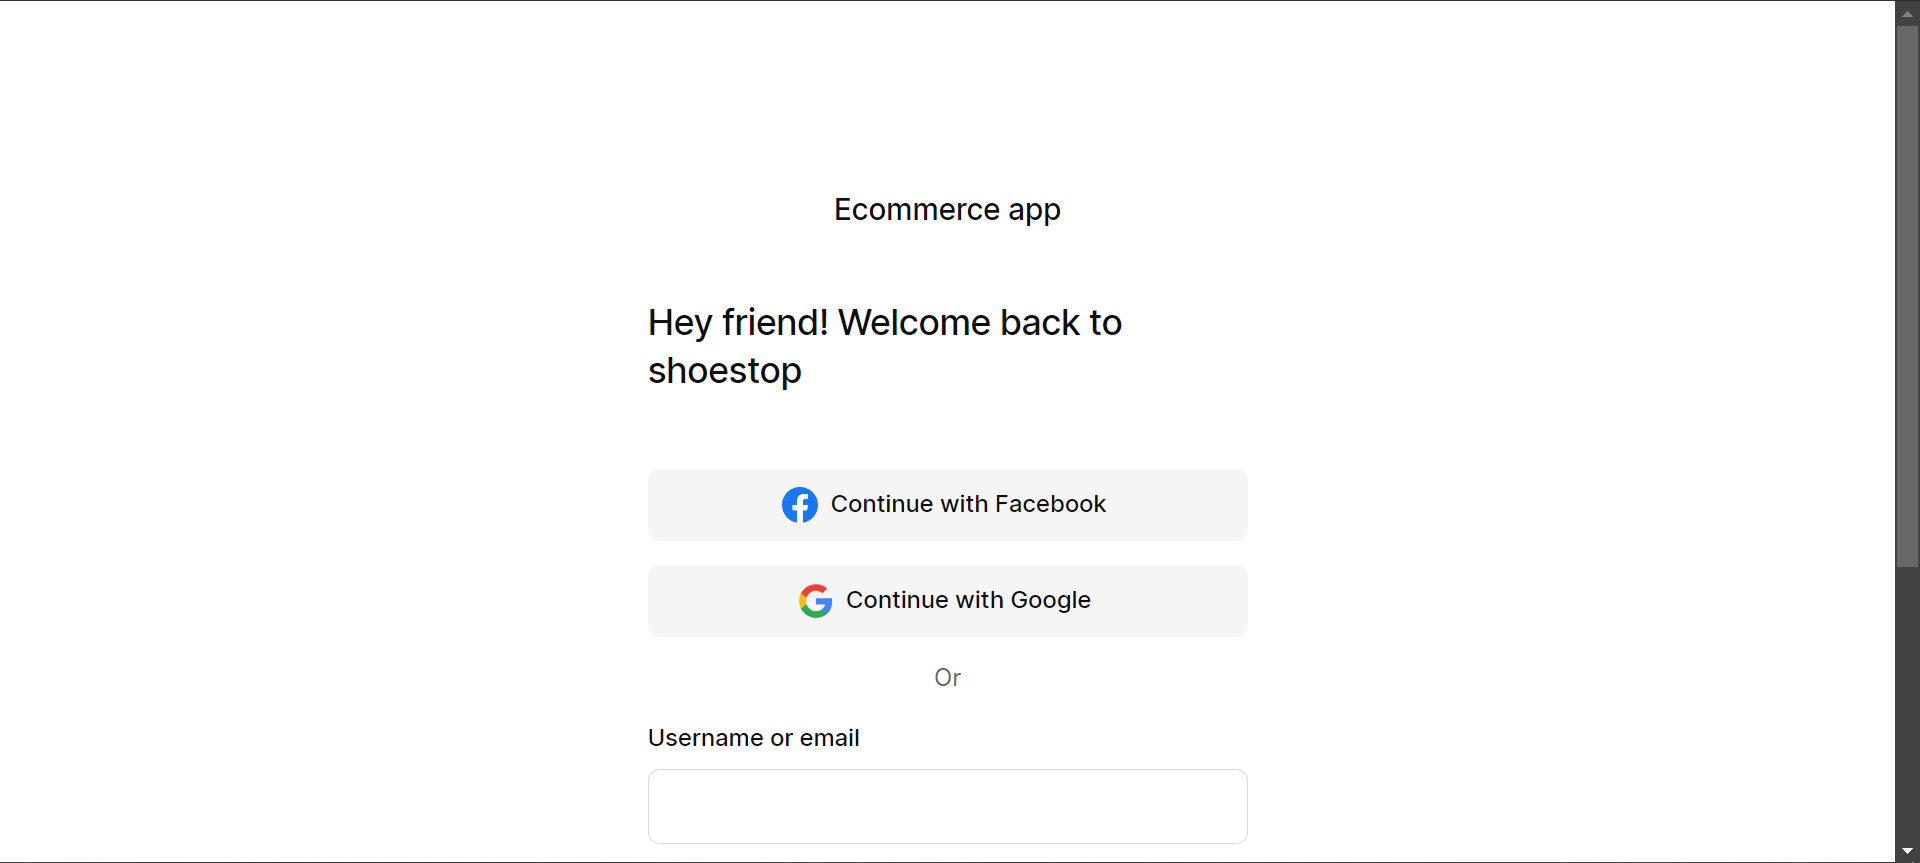 Ecommerce app
Hey friend! Welcome back to
shoestop
Continue with Facebook
Continue with Google
Or
Username or email